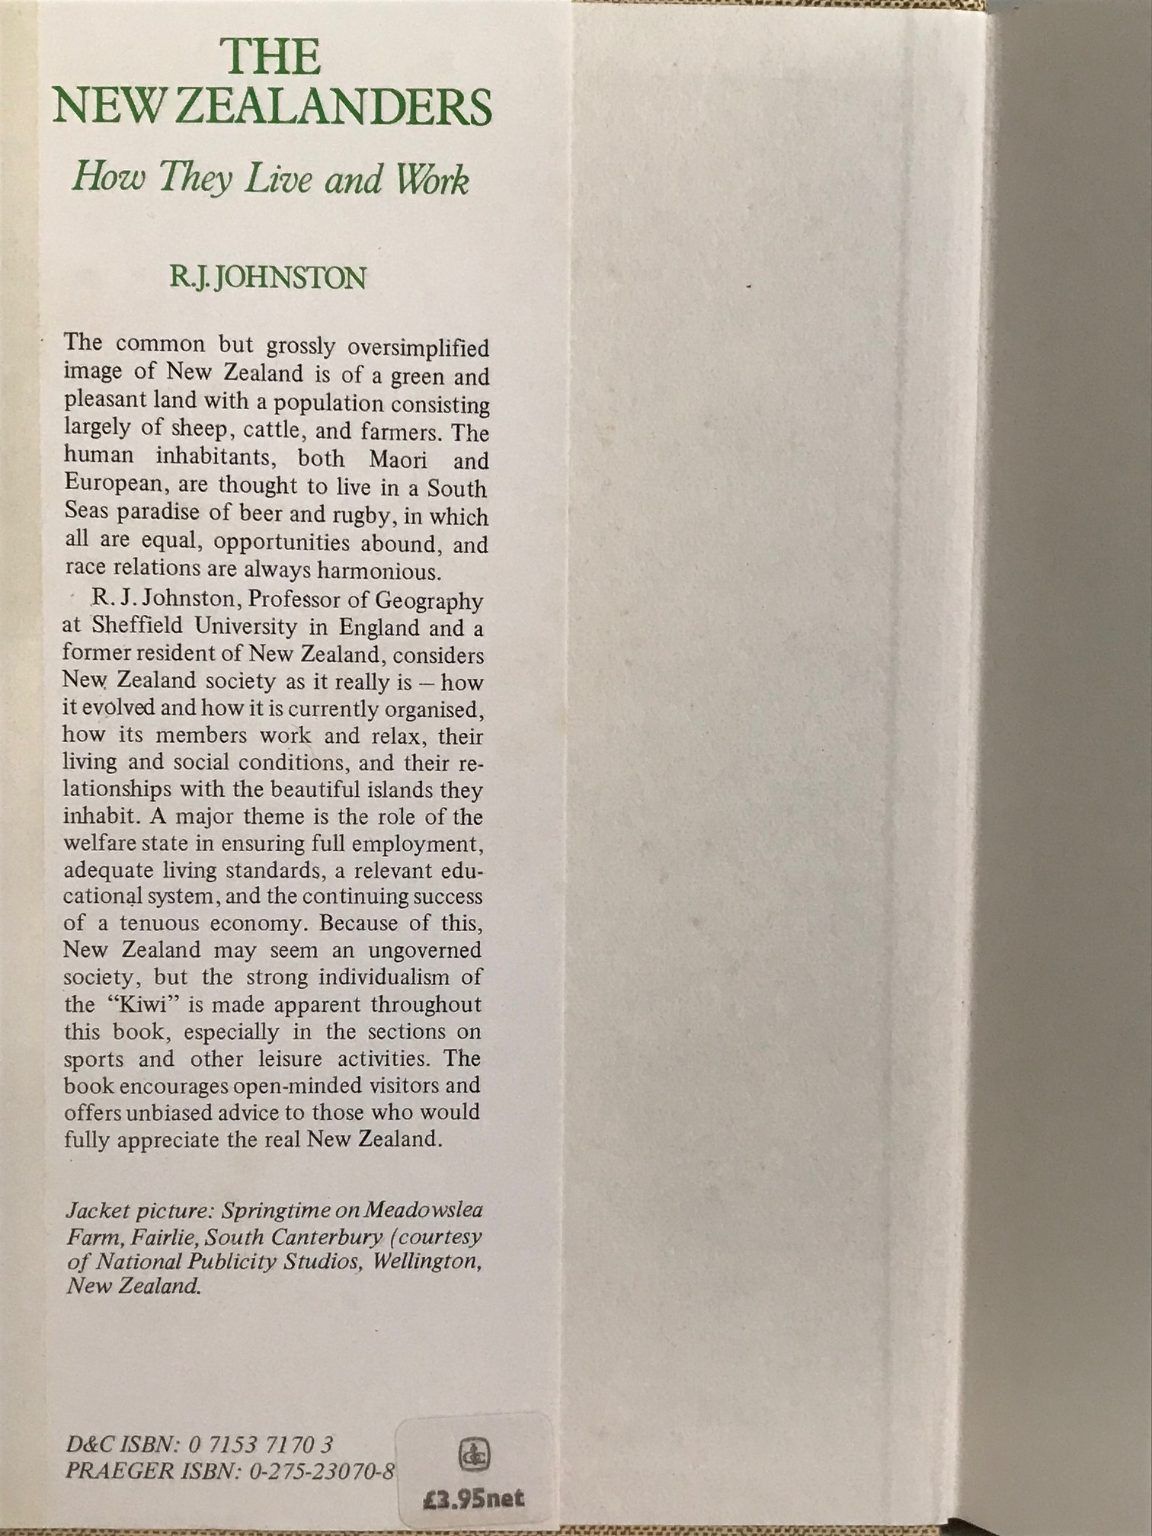 THE
NEW ZEALANDERS
How They Live and Work
R.J. JOHNSTON
The common but grossly oversimplified
image of New Zealand is of a green and
pleasant land with a population consisting
largely of sheep, cattle, and farmers. The
human inhabitants, both Maori and
European, are thought to live in a South
Seas paradise of beer and rugby, in which
all are equal, opportunities abound, and
race relations are always harmonious.
R. J. Johnston, Professor of Geography
at Sheffield University in England and a
former resident of New Zealand, considers
New Zealand society as it really is – how
it evolved and how it is currently organised,
how its members work and relax, their
living and social conditions, and their re-
lationships with the beautiful islands they
inhabit. A major theme is the role of the
welfare state in ensuring full employment,
adequate living standards, a relevant edu-
cational system, and the continuing success
of a tenuous economy. Because of this,
New Zealand may seem an ungoverned
society, but the strong individualism of
the “Kiwi” is made apparent throughout
this book, especially in the sections on
sports and other leisure activities. The
book encourages open-minded visitors and
offers unbiased advice to those who would
fully appreciate the real New Zealand.
Jacket picture: Springtime on Meadowslea
Farm, Fairlie, South Canterbury (courtesy
of National Publicity Studios, Wellington,
New Zealand.
D&C ISBN: 0 7153 7170 3
PRAEGER ISBN: 0-275-23070-8
d&c
£3.95net